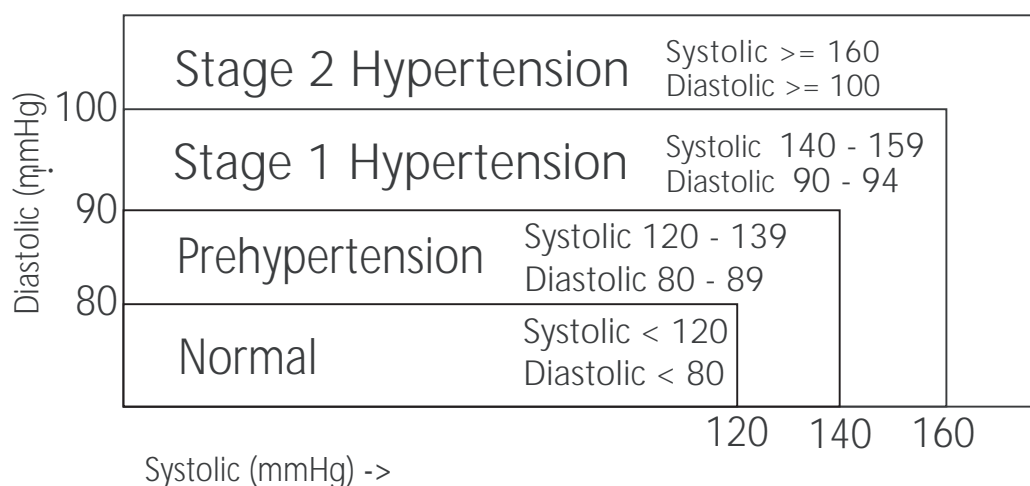 Stage 2 Hypertension
Systolic >= 160
Diastolic >= 100
100
Stage 1 Hypertension
Systolic 140 - 159
Diastolic 90 - 94
90
Prehypertension
Systolic 120 - 139
Diastolic 80 - 89
80
Normal
Systolic < 120
Diastolic < 80
Diastolic (mmHg)
120
140
160
Systolic (mmHg) ->